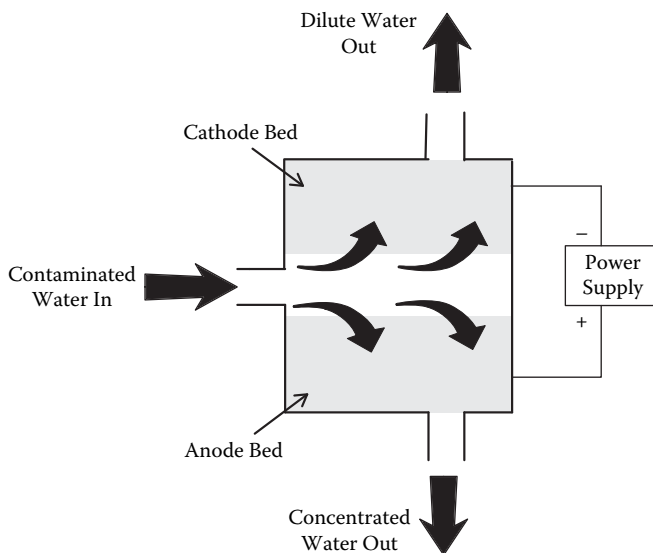 Dilute Water
Out
Cathode Bed
Contaminated
Water In
−
Power
Supply
+
Anode Bed
Concentrated
Water Out